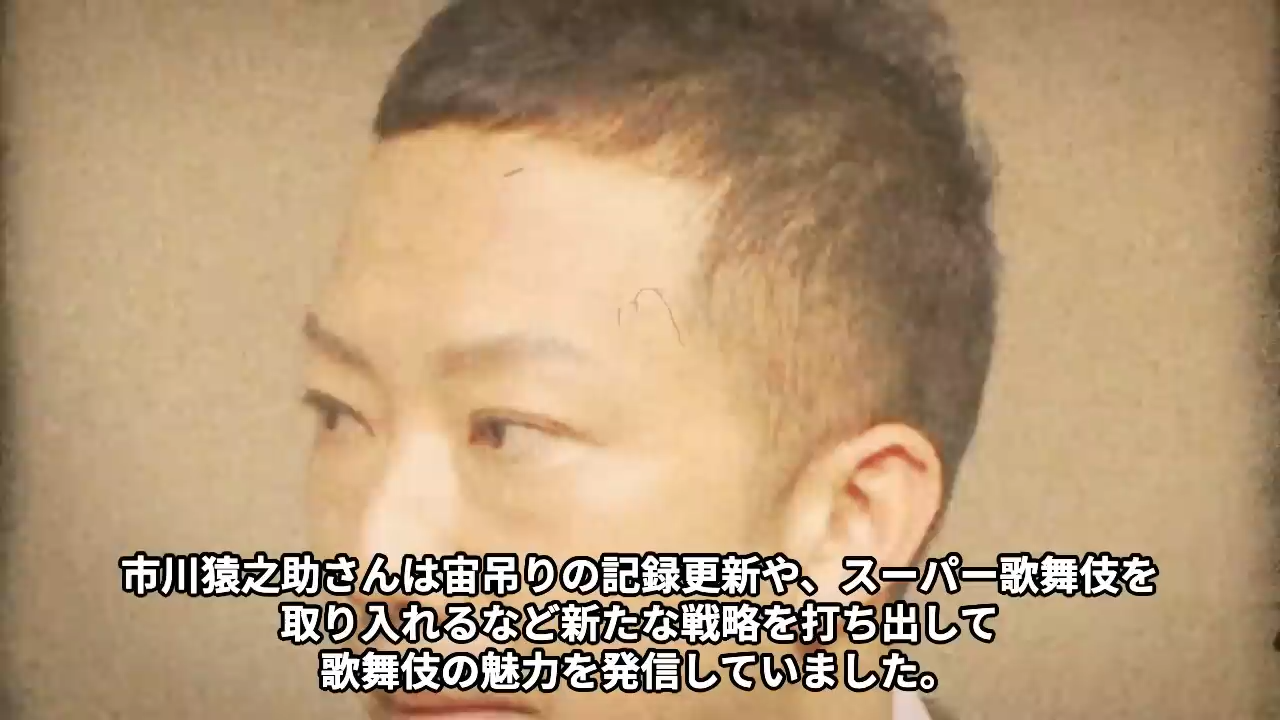 市川猿之助さんは宙吊りの記録更新や、スーパー歌舞伎を
取り入れるなど新たな戦略を打ち出して
歌舞伎の魅力を発信していました。